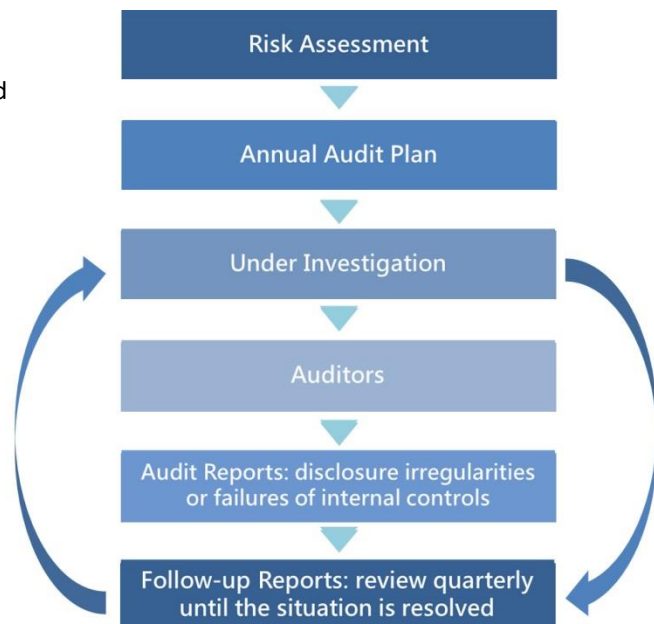 Risk Assessment
Annual Audit Plan
Under Investigation
Auditors
Audit Reports: disclosure irregularities
or failures of internal controls
Follow-up Reports: review quarterly
until the situation is resolved